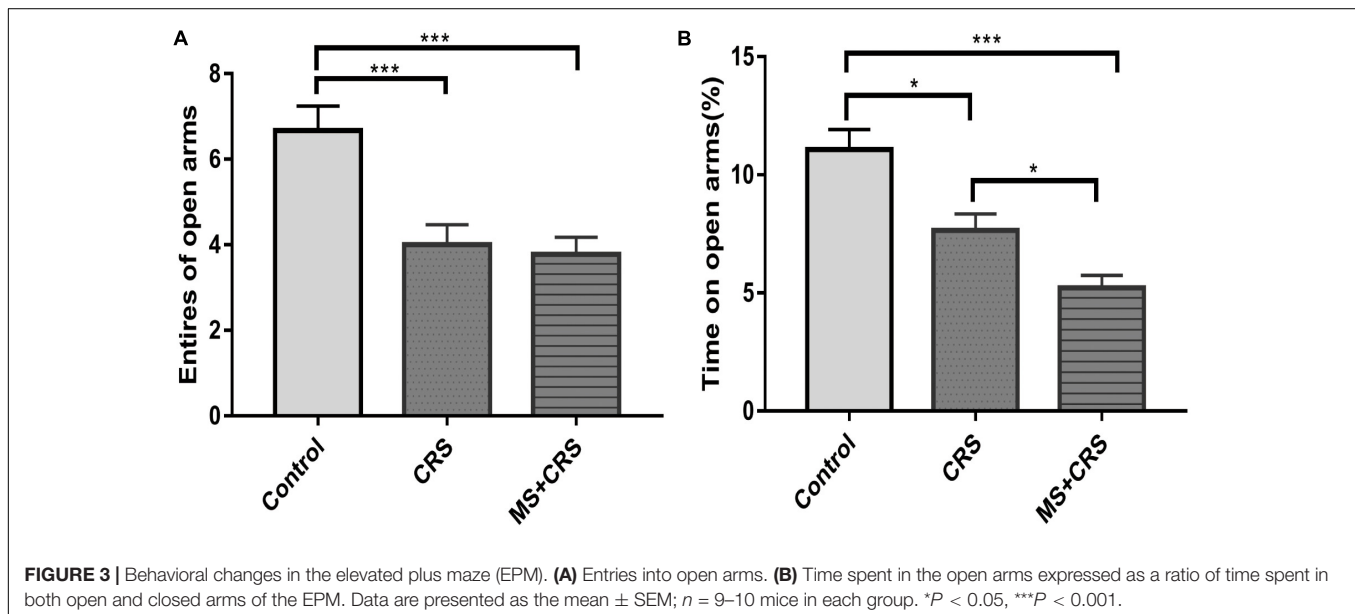 A
***
***
Entires of open arms
8
6
4
2
0
Control
CRS
MS+CRS
B
***
*
*
Time on open arms(%)
15
10
5
0
Control
CRS
MS+CRS
FIGURE 3 | Behavioral changes in the elevated plus maze (EPM). (A) Entries into open arms. (B) Time spent in the open arms expressed as a ratio of time spent in
both open and closed arms of the EPM. Data are presented as the mean ± SEM; n = 9–10 mice in each group. *P < 0.05, ***P < 0.001.